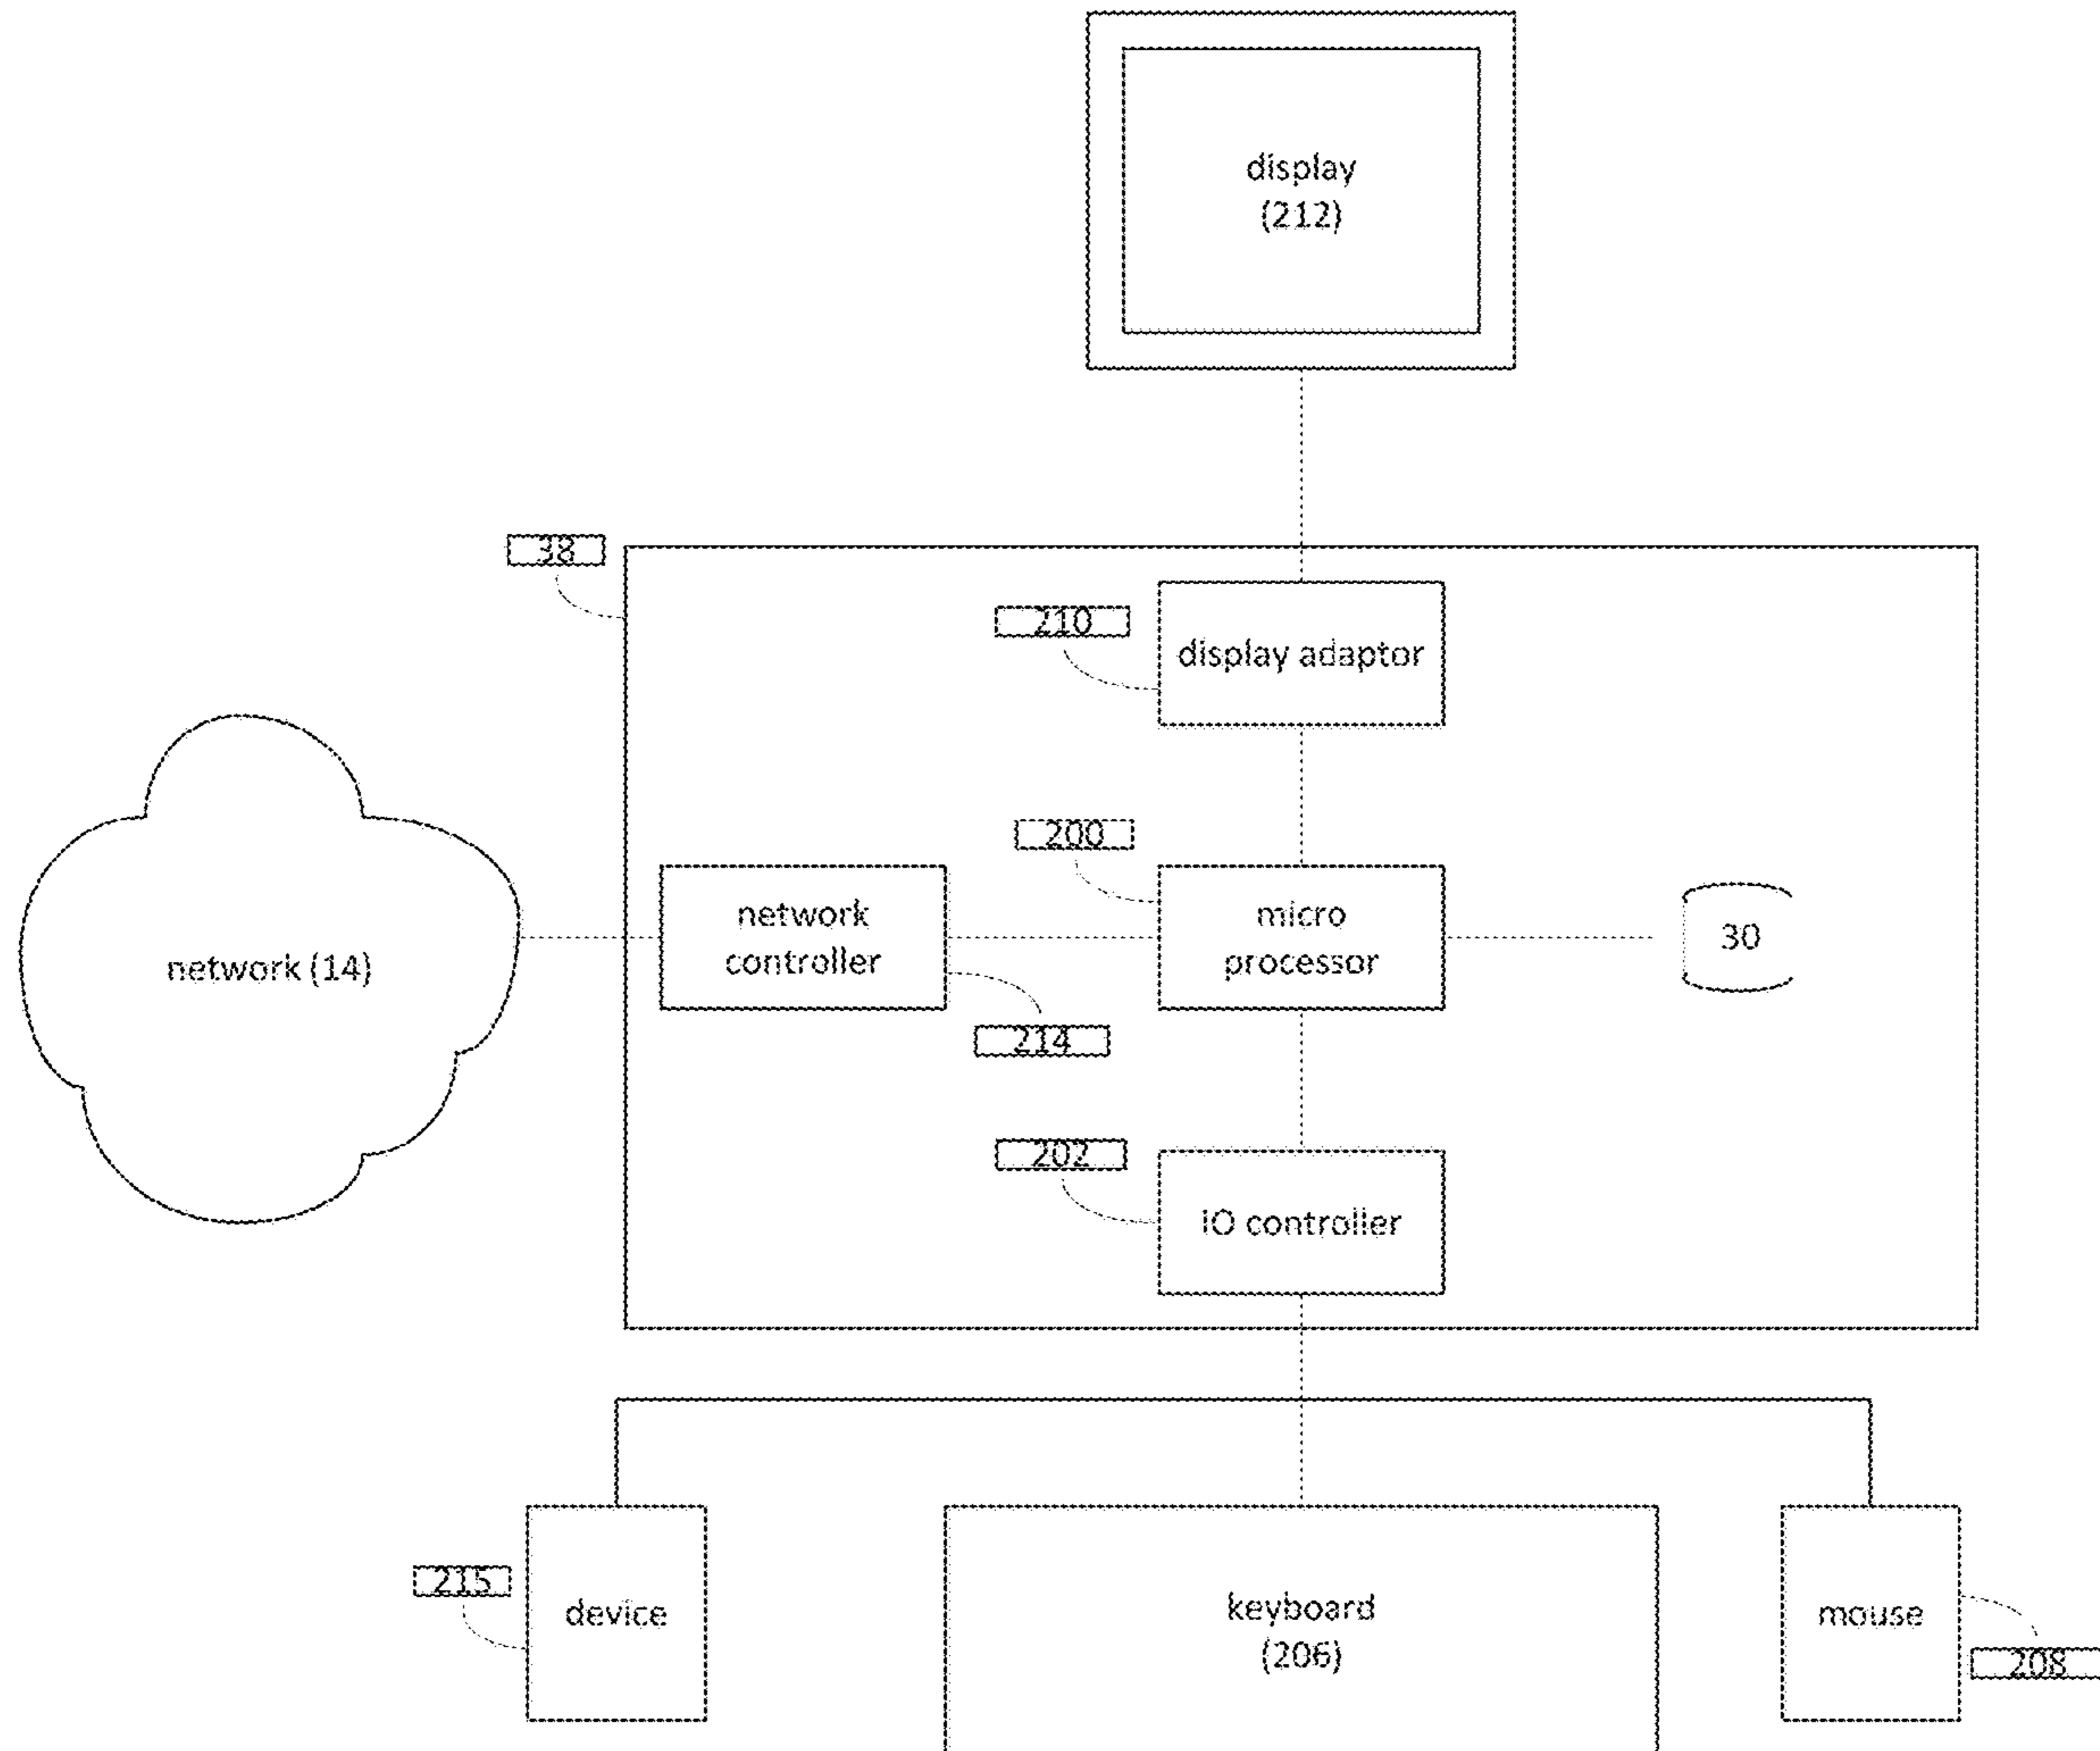 display
(212)
38
210
display adaptor
200
network
controller
micro
processor
30
network (14)
214
202
IO controller
215
device
keyboard
(206)
mouse
208